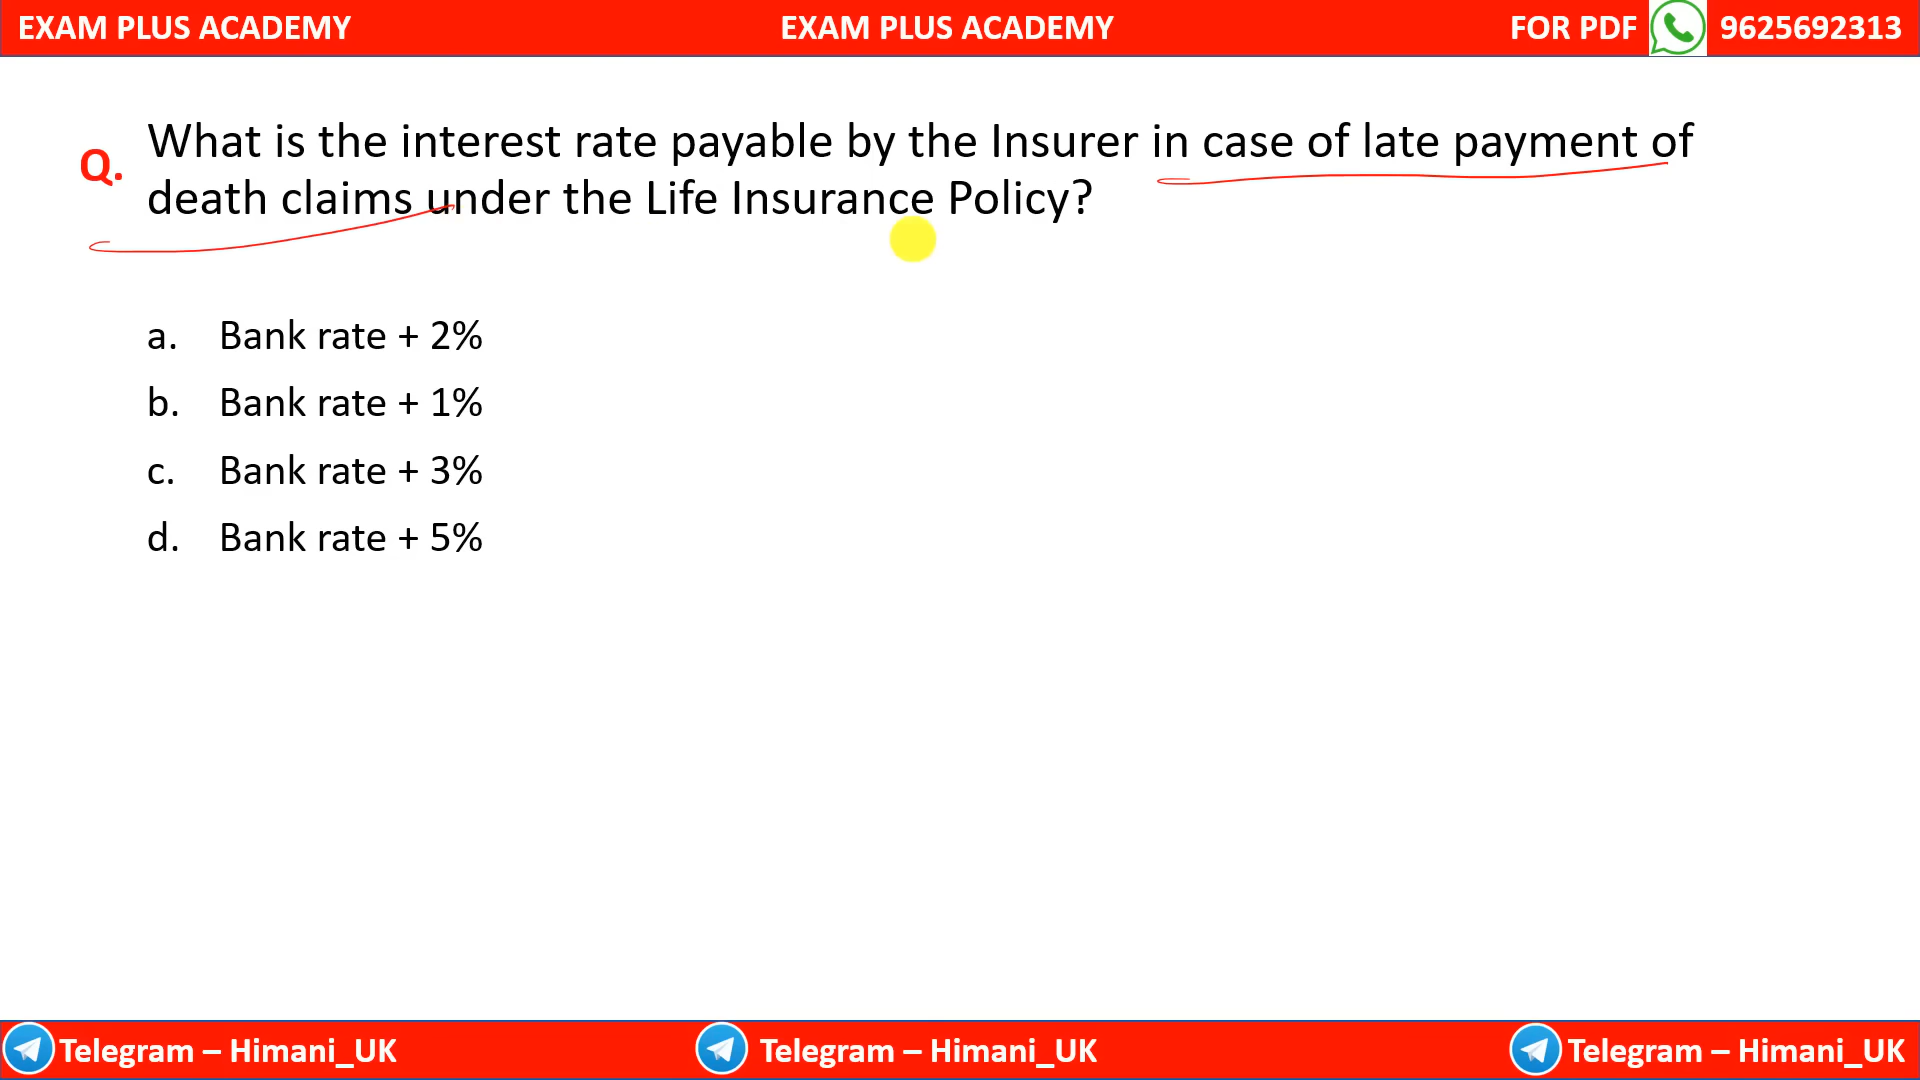 EXAM PLUS ACADEMY EXAM PLUS ACADEMY FOR PDF 9625692313
Q. What is the interest rate payable by the Insurer in case of late payment of
death claims under the Life Insurance Policy?
a. Bank rate + 2%
b. Bank rate + 1%
c. Bank rate + 3%
d. Bank rate + 5%
Telegram – Himani_UK Telegram – Himani_UK Telegram – Himani_UK